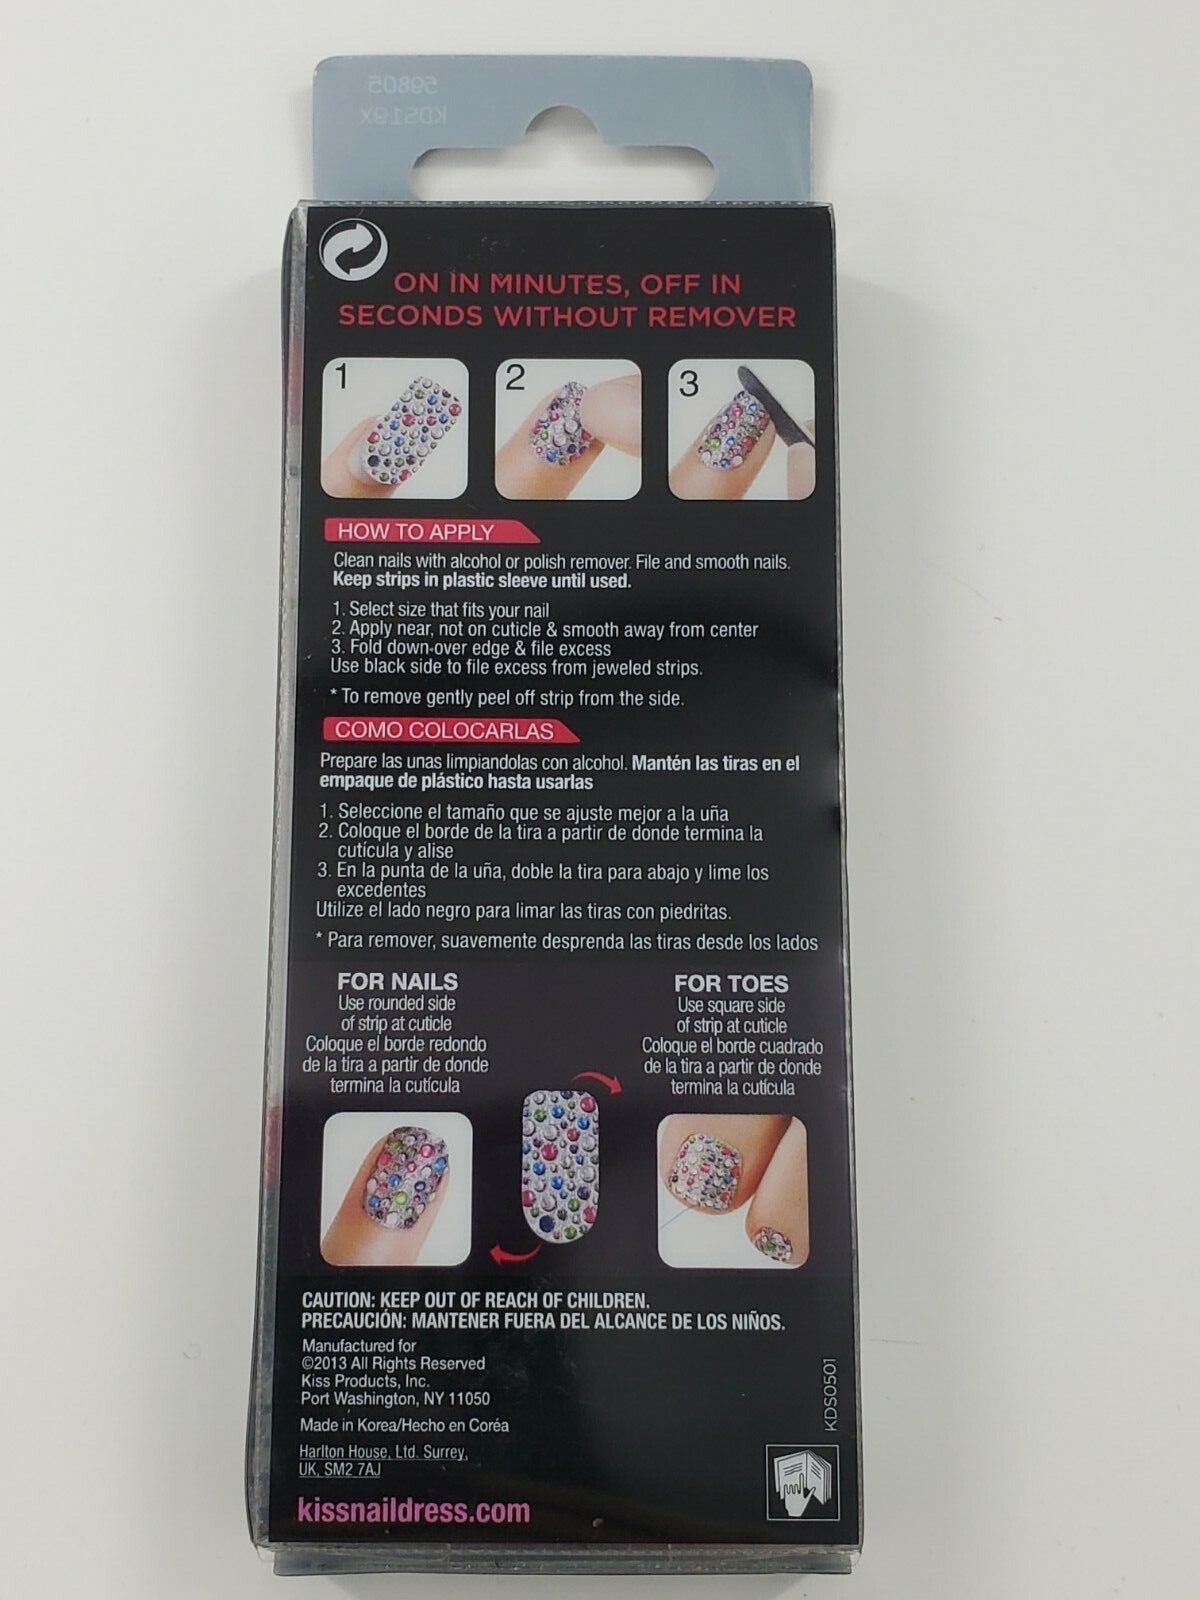 59805
KDS19X
ON IN MINUTES, OFF IN
SECONDS WITHOUT REMOVER
1
2
3
HOW TO APPLY
Clean nails with alcohol or polish remover. File and smooth nails.
Keep strips in plastic sleeve until used.
1. Select size that fits your nail
2. Apply near, not on cuticle & smooth away from center
3. Fold down over edge & file excess
Use black side to file excess from jeweled strips.
* To remove gently peel off strip from the side.
COMO COLOCARLAS
Prepare las unas limpiandolas con alcohol. Mantén las tiras en el
empaque de plástico hasta usarlas
1. Seleccione el tamaño que se ajuste mejor a la uña
2. Coloque el borde de la tira a partir de donde termina la
cutícula y alise
3. En la punta de la uña, doble la tira para abajo y lime los
excedentes
Utilize el lado negro para limar las tiras con piedritas.
* Para remover, suavemente desprenda las tiras desde los lados
FOR NAILS
Use rounded side
of strip at cuticle
Coloque el borde redondo
de la tira a partir de donde
termina la cutícula
FOR TOES
Use square side
of strip at cuticle
Coloque el borde cuadrado
de la tira a partir de donde
termina la cutícula
CAUTION: KEEP OUT OF REACH OF CHILDREN.
PRECAUCIÓN: MANTENER FUERA DEL ALCANCE DE LOS NIÑOS.
Manufactured for
©2013 All Rights Reserved
Kiss Products, Inc.
Port Washington, NY 11050
Made in Korea/Hecho en Coréa
Harlton House, Ltd. Surrey,
UK, SM2 7AJ
kissnaildress.com
KDS0501